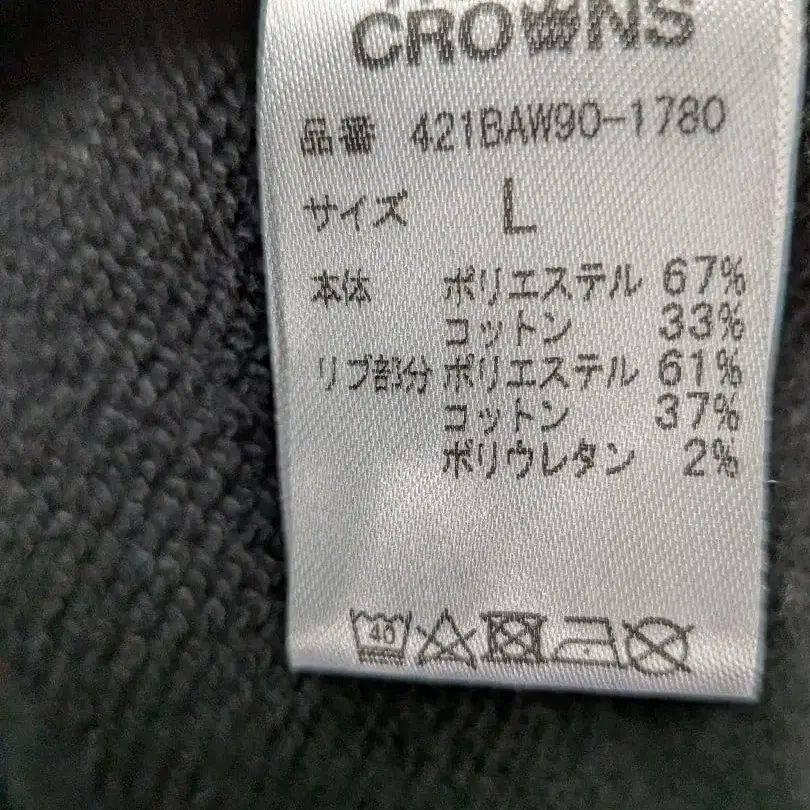 CROWNS
品番 421BAW90-1780
サイズ L
本体 ポリエステル 67%
コットン 33%
リブ部分 ポリエステル 61%
コットン 37%
ポリウレタン 2%
40